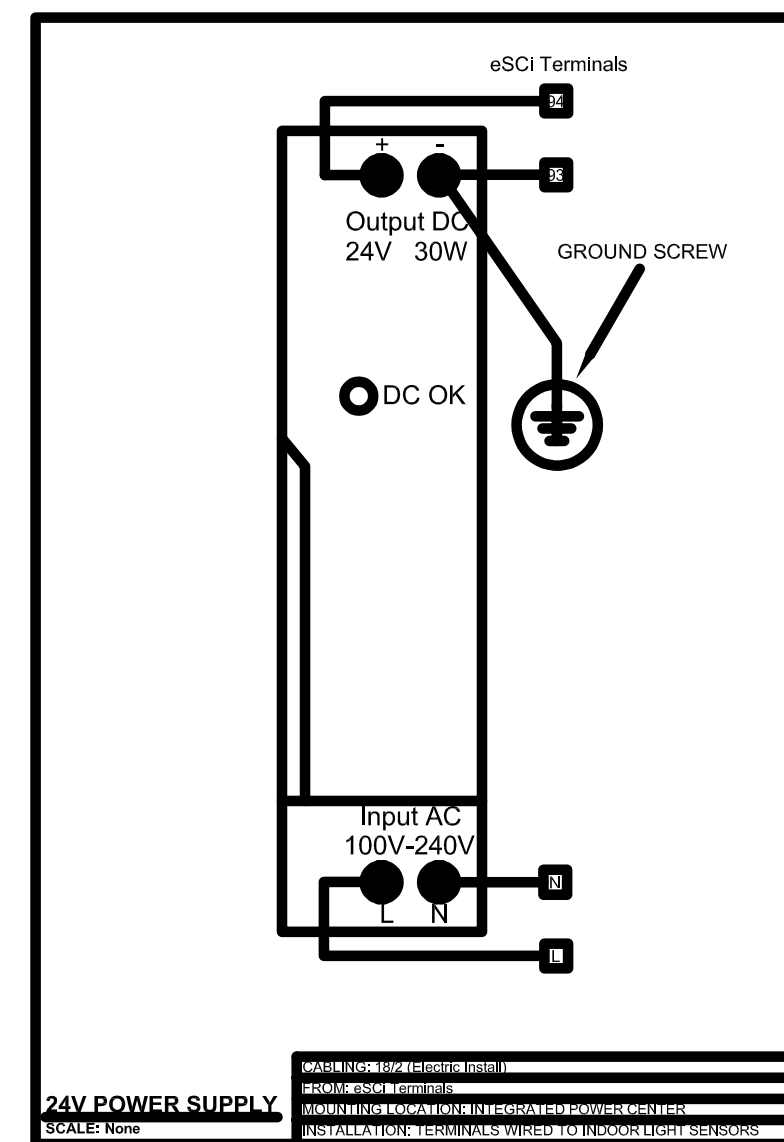 eSCi Terminals
94
+ -
93
Output DC
24V 30W
GROUND SCREW
DC OK
Input AC
100V-240V
N
L N
L
CABLING: 18/2 (Electric Install)
FROM: eSCi Terminals
24V POWER SUPPLY
MOUNTING LOCATION: INTEGRATED POWER CENTER
SCALE: None
INSTALLATION: TERMINALS WIRED TO INDOOR LIGHT SENSORS